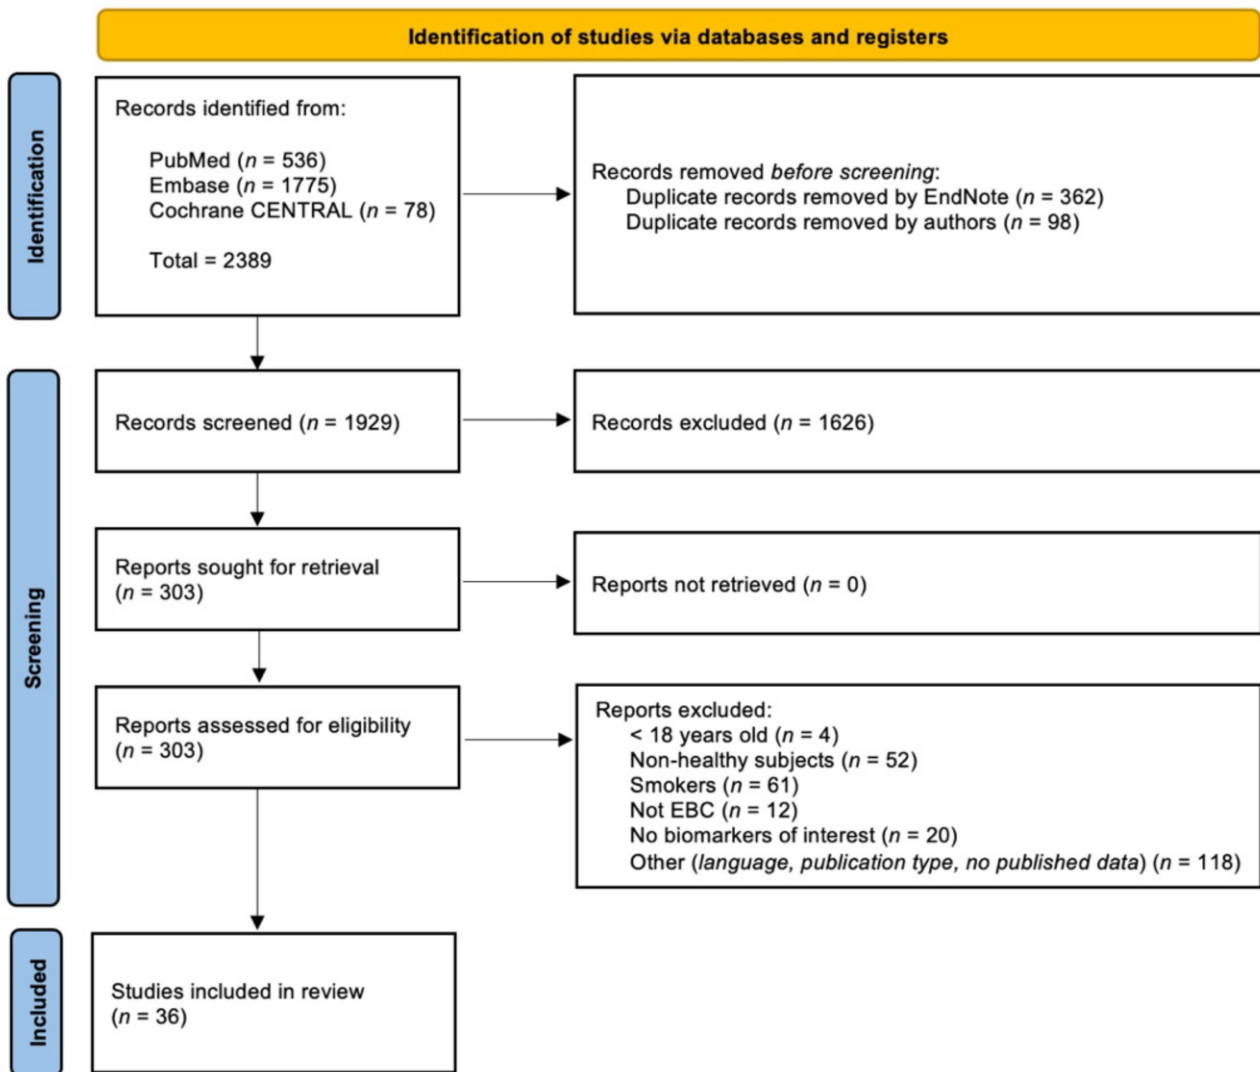 Identification of studies via databases and registers
Identification
Records identified from:
PubMed (n = 536)
Embase (n = 1775)
Cochrane CENTRAL (n = 78)
Total = 2389
Records removed before screening:
Duplicate records removed by EndNote (n = 362)
Duplicate records removed by authors (n = 98)
Screening
Records screened (n = 1929)
Records excluded (n = 1626)
Reports sought for retrieval
(n = 303)
Reports not retrieved (n = 0)
Reports assessed for eligibility
(n = 303)
Reports excluded:
< 18 years old (n = 4)
Non-healthy subjects (n = 52)
Smokers (n = 61)
Not EBC (n = 12)
No biomarkers of interest (n = 20)
Other (language, publication type, no published data) (n = 118)
Included
Studies included in review
(n = 36)